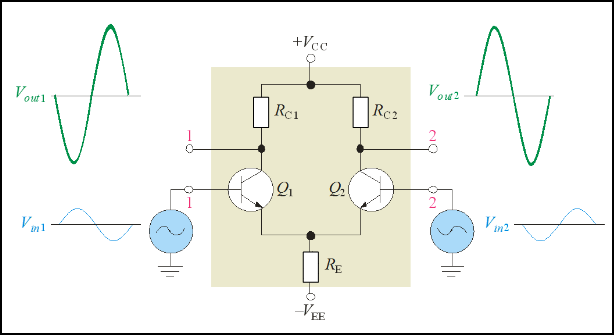 +VCC
Vout1
RC1
RC2
Vout2
1
2
Q1
Q2
1
2
Vin1
Vin2
RE
−VEE